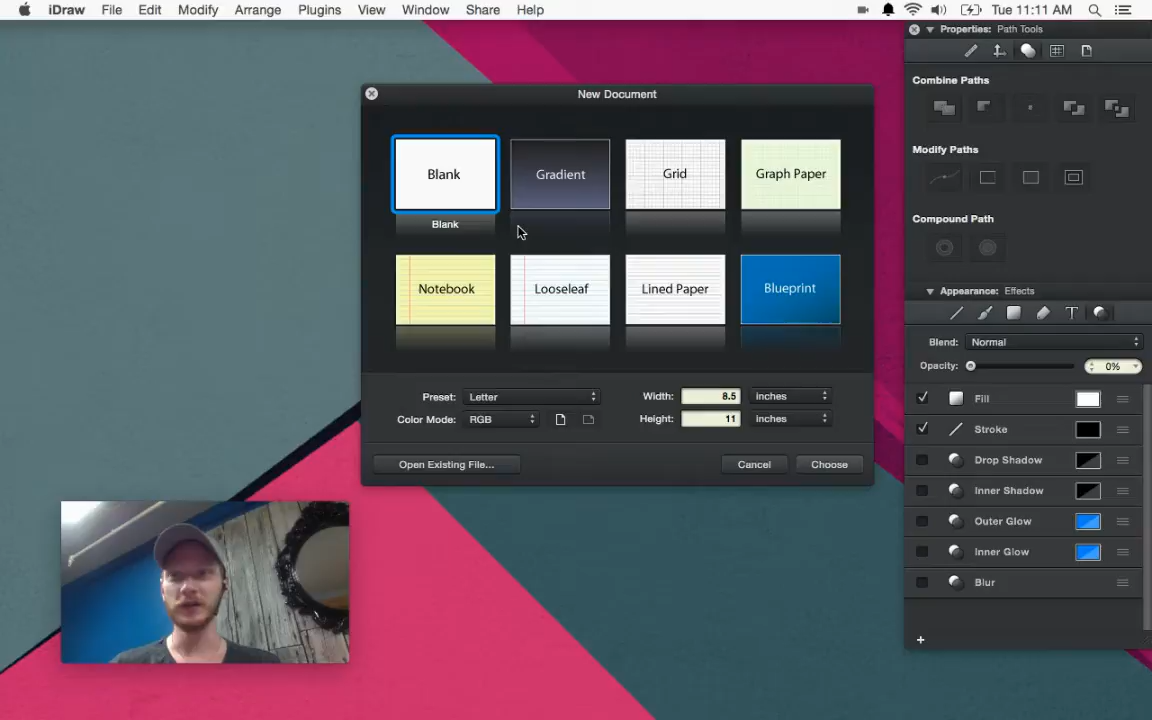 iDraw File Edit Modify Arrange Plugins View Window Share Help Tue 11:11 AM
Properties: Path Tools
Combine Paths
Modify Paths
Compound Path
Appearance: Effects
Blend: Normal
Opacity: 0%
Fill
Stroke
Drop Shadow
Inner Shadow
Outer Glow
Inner Glow
Blur
+
New Document
Blank Gradient Grid Graph Paper
Blank
Notebook Looseleaf Lined Paper Blueprint
Preset: Letter Width: 8.5 inches
Color Mode: RGB Height: 11 inches
Open Existing File... Cancel Choose